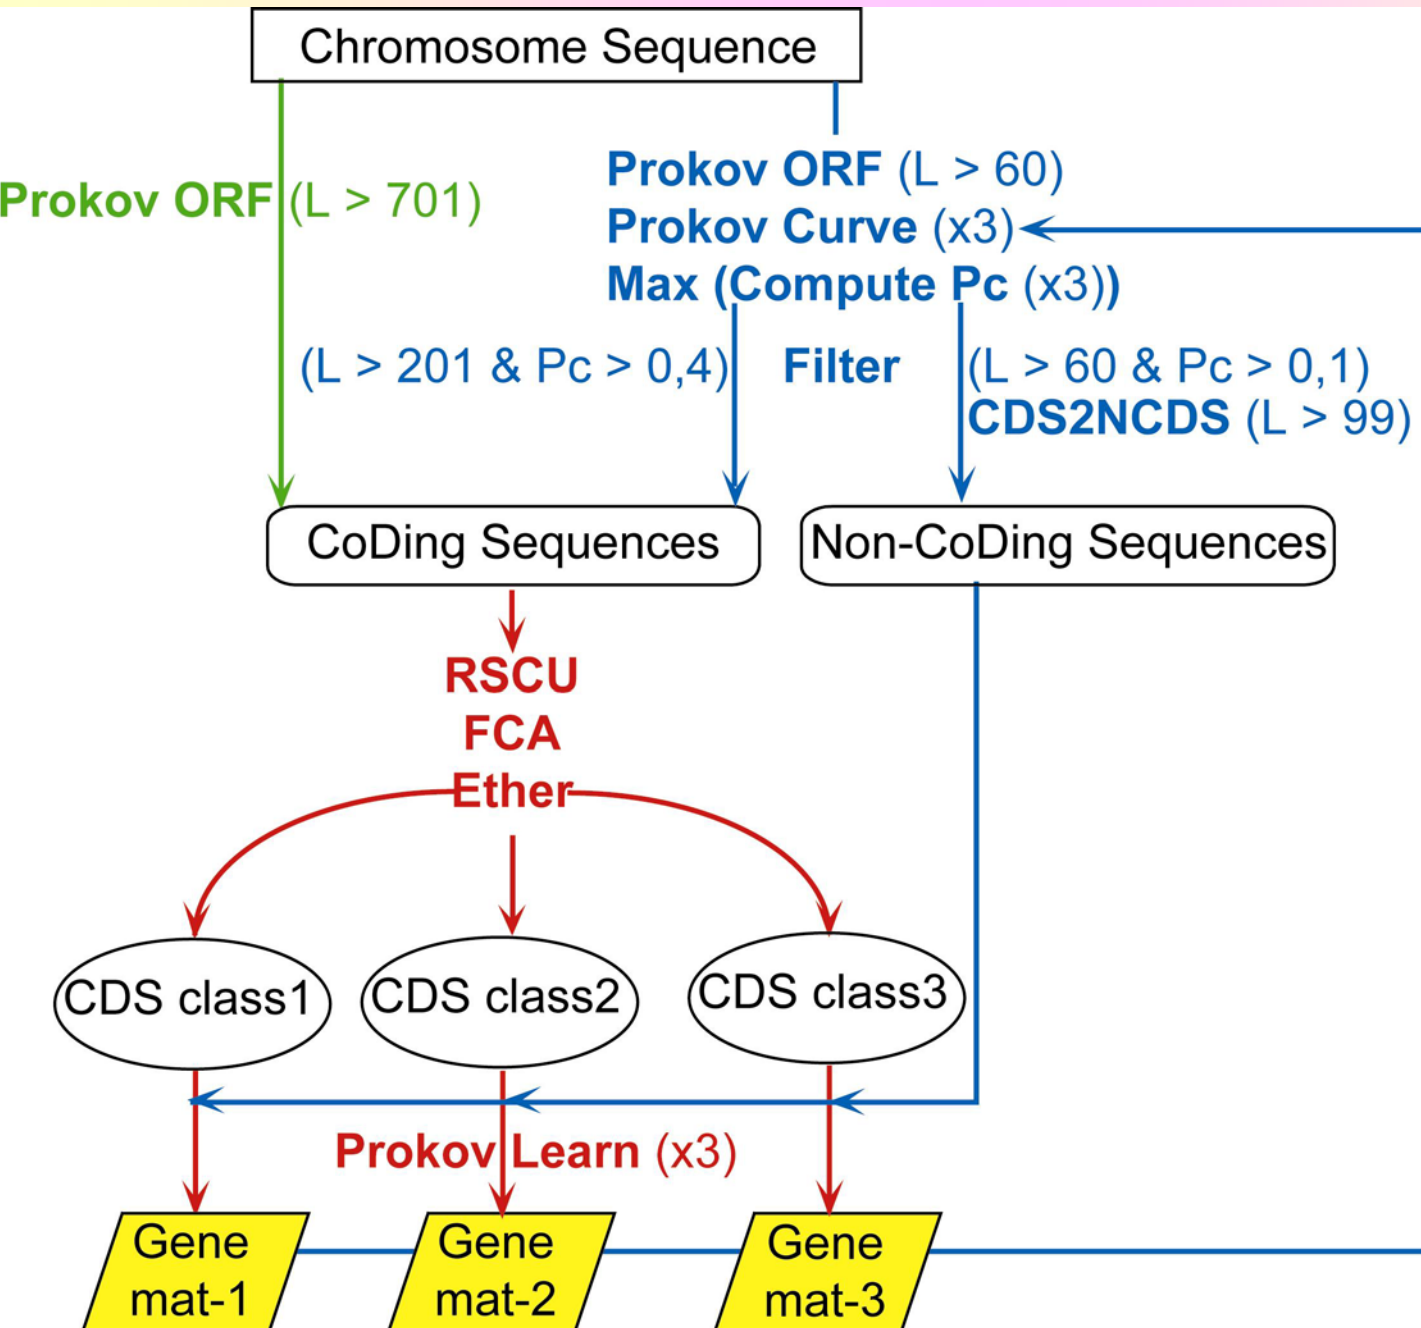 Chromosome Sequence
Prokov ORF (L > 701)
Prokov ORF (L > 60)
Prokov Curve (x3)
Max (Compute Pc (x3))
(L > 201 & Pc > 0,4)
Filter
(L > 60 & Pc > 0,1)
CDS2NCDS (L > 99)
CoDing Sequences
Non-CoDing Sequences
RSCU
FCA
Ether
CDS class1
CDS class2
CDS class3
Prokov Learn (x3)
Gene
mat-1
Gene
mat-2
Gene
mat-3